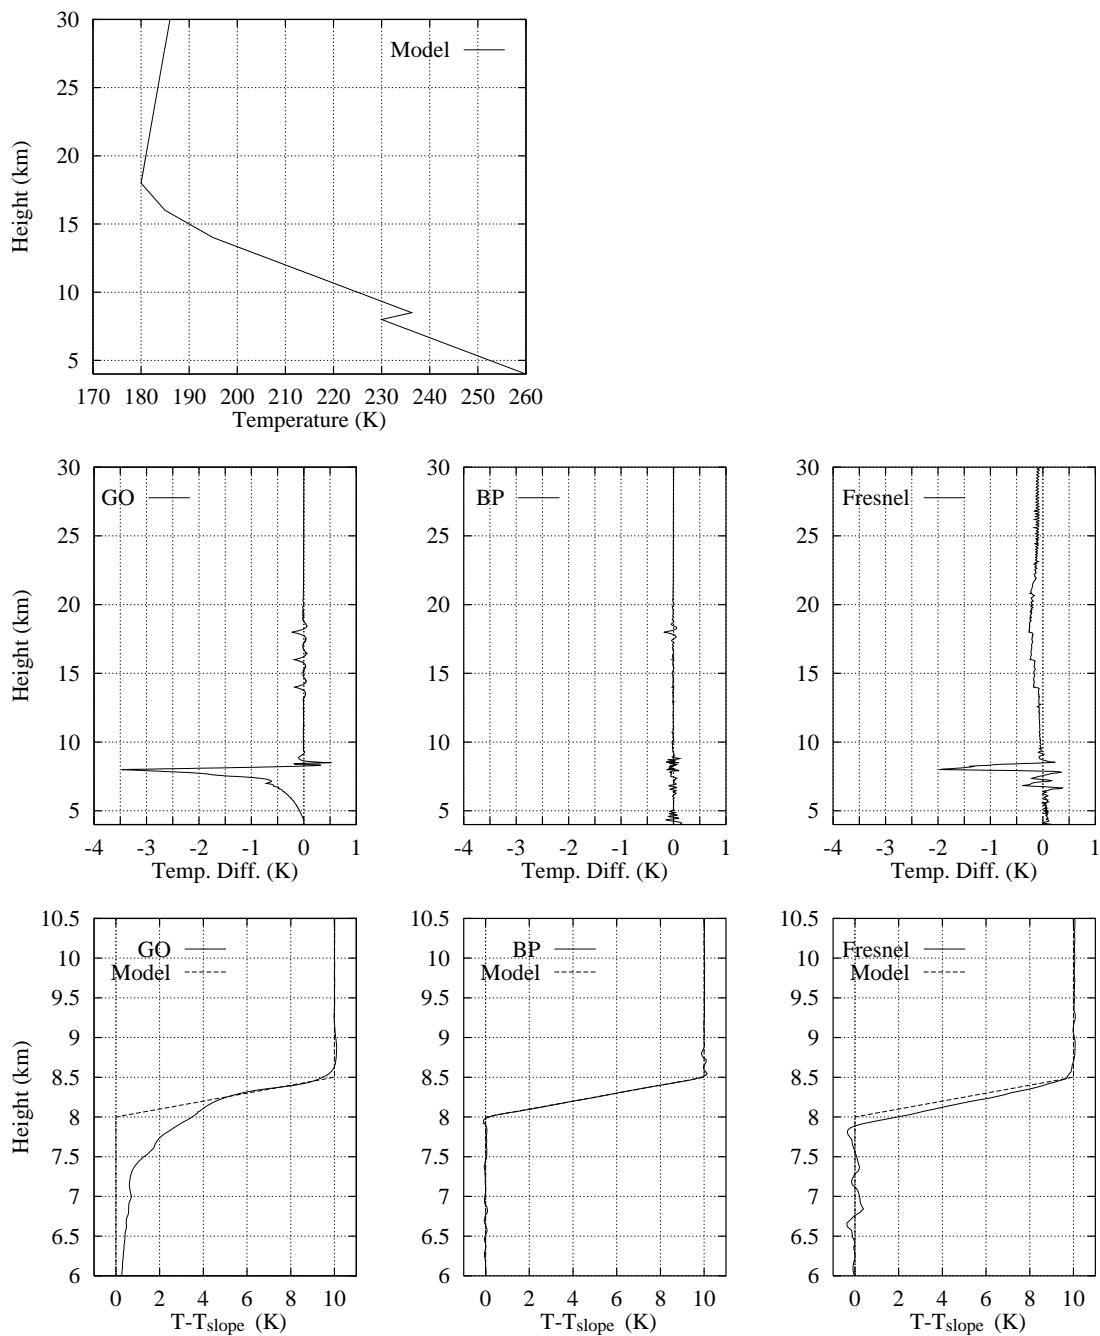 30
25
20
15
10
5
Height (km)
Model
170 180 190 200 210 220 230 240 250 260
Temperature (K)
30
25
20
15
10
5
Height (km)
GO
-4 -3 -2 -1 0 1
Temp. Diff. (K)
30
25
20
15
10
5
BP
-4 -3 -2 -1 0 1
Temp. Diff. (K)
30
25
20
15
10
5
Fresnel
-4 -3 -2 -1 0 1
Temp. Diff. (K)
10.5
10
9.5
9
8.5
8
7.5
7
6.5
6
Height (km)
GO
Model
0 2 4 6 8 10
T-Tslope (K)
10.5
10
9.5
9
8.5
8
7.5
7
6.5
6
BP
Model
0 2 4 6 8 10
T-Tslope (K)
10.5
10
9.5
9
8.5
8
7.5
7
6.5
6
Fresnel
Model
0 2 4 6 8 10
T-Tslope (K)